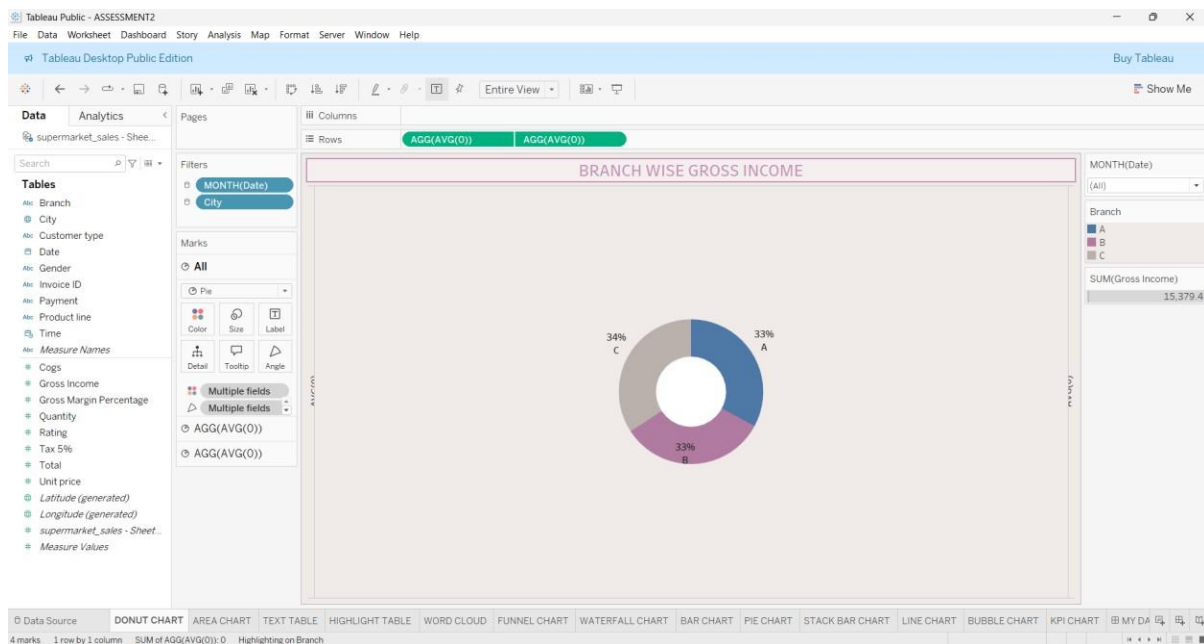 Tableau Public - ASSESSMENT2
File Data Worksheet Dashboard Story Analysis Map Format Server Window Help
Tableau Desktop Public Edition
Buy Tableau
Entire View
Show Me
Data Analytics
supermarket_sales - Shee...
Search
Tables
Branch
City
Customer type
Date
Gender
Invoice ID
Payment
Product line
Time
Measure Names
Cogs
Gross Income
Gross Margin Percentage
Quantity
Rating
Tax 5%
Total
Unit price
Latitude (generated)
Longitude (generated)
supermarket_sales - Sheet...
Measure Values
Pages
Filters
MONTH(Date)
City
Marks
All
Pie
Color Size Label
Detail Tooltip Angle
Multiple fields
Multiple fields
AGG(AVG(0))
AGG(AVG(0))
Columns
Rows AGG(AVG(0)) AGG(AVG(0))
BRANCH WISE GROSS INCOME
34%
C
33%
A
33%
B
MONTH(Date)
(All)
Branch
A
B
C
SUM(Gross Income)
15,379.4
Data Source DONUT CHART AREA CHART TEXT TABLE HIGHLIGHT TABLE WORD CLOUD FUNNEL CHART WATERFALL CHART BAR CHART PIE CHART STACK BAR CHART LINE CHART BUBBLE CHART KPI CHART MY DA
4 marks 1 row by 1 column SUM of AGG(AVG(0)): 0 Highlighting on Branch